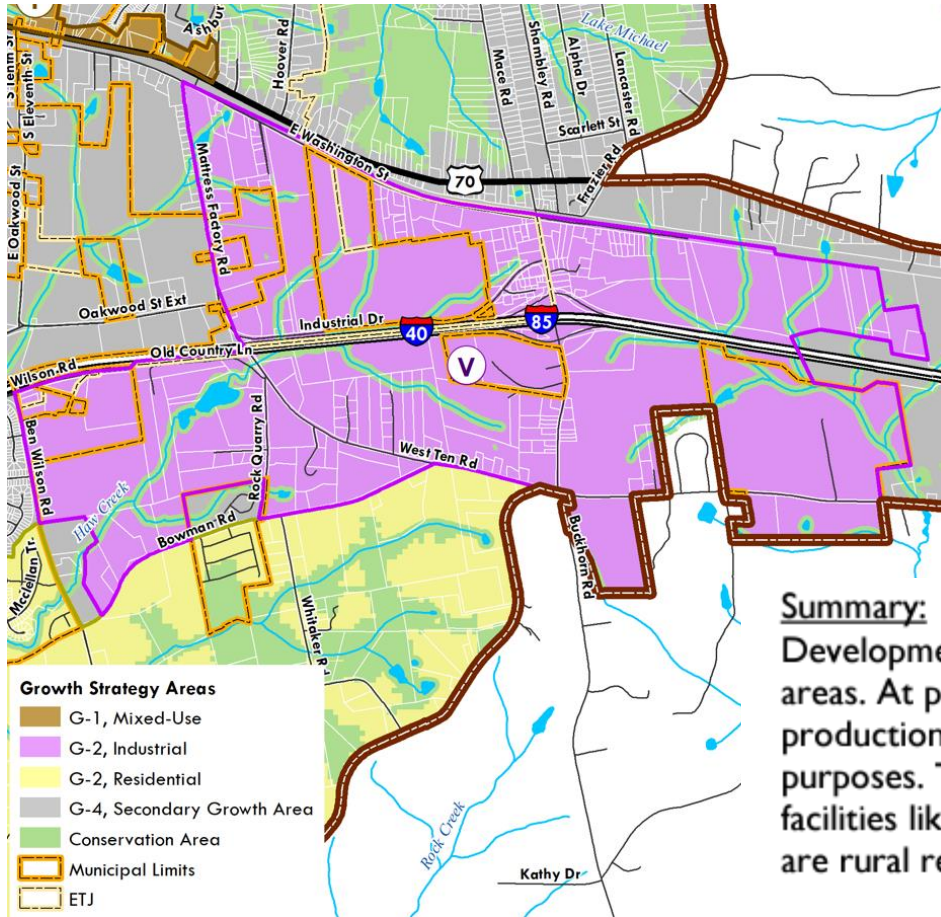 Ashbur
Hoover Rd
Lake Michael
S Tenth St
S Eleventh St
Mace Rd
Shambley Rd
Alpha Dr
Lancaster Rd
Scarlett St
E Washington St
70
Frazier Rd
E Oakwood St
Mattress Factory Rd
Oakwood St Ext
Industrial Dr
40
85
Old Country Ln
Wilson Rd
V
Ben Wilson Rd
Rock Quarry Rd
West Ten Rd
Haw Creek
Bowman Rd
Buckhorn Rd
Mcclellan Tr.
Whitaker Rd
Rock Creek
Kathy Dr
Growth Strategy Areas
G-1, Mixed-Use
G-2, Industrial
G-2, Residential
G-4, Secondary Growth Area
Conservation Area
Municipal Limits
ETJ
Summary:
Developme
areas. At p
production
purposes. T
facilities lik
are rural re